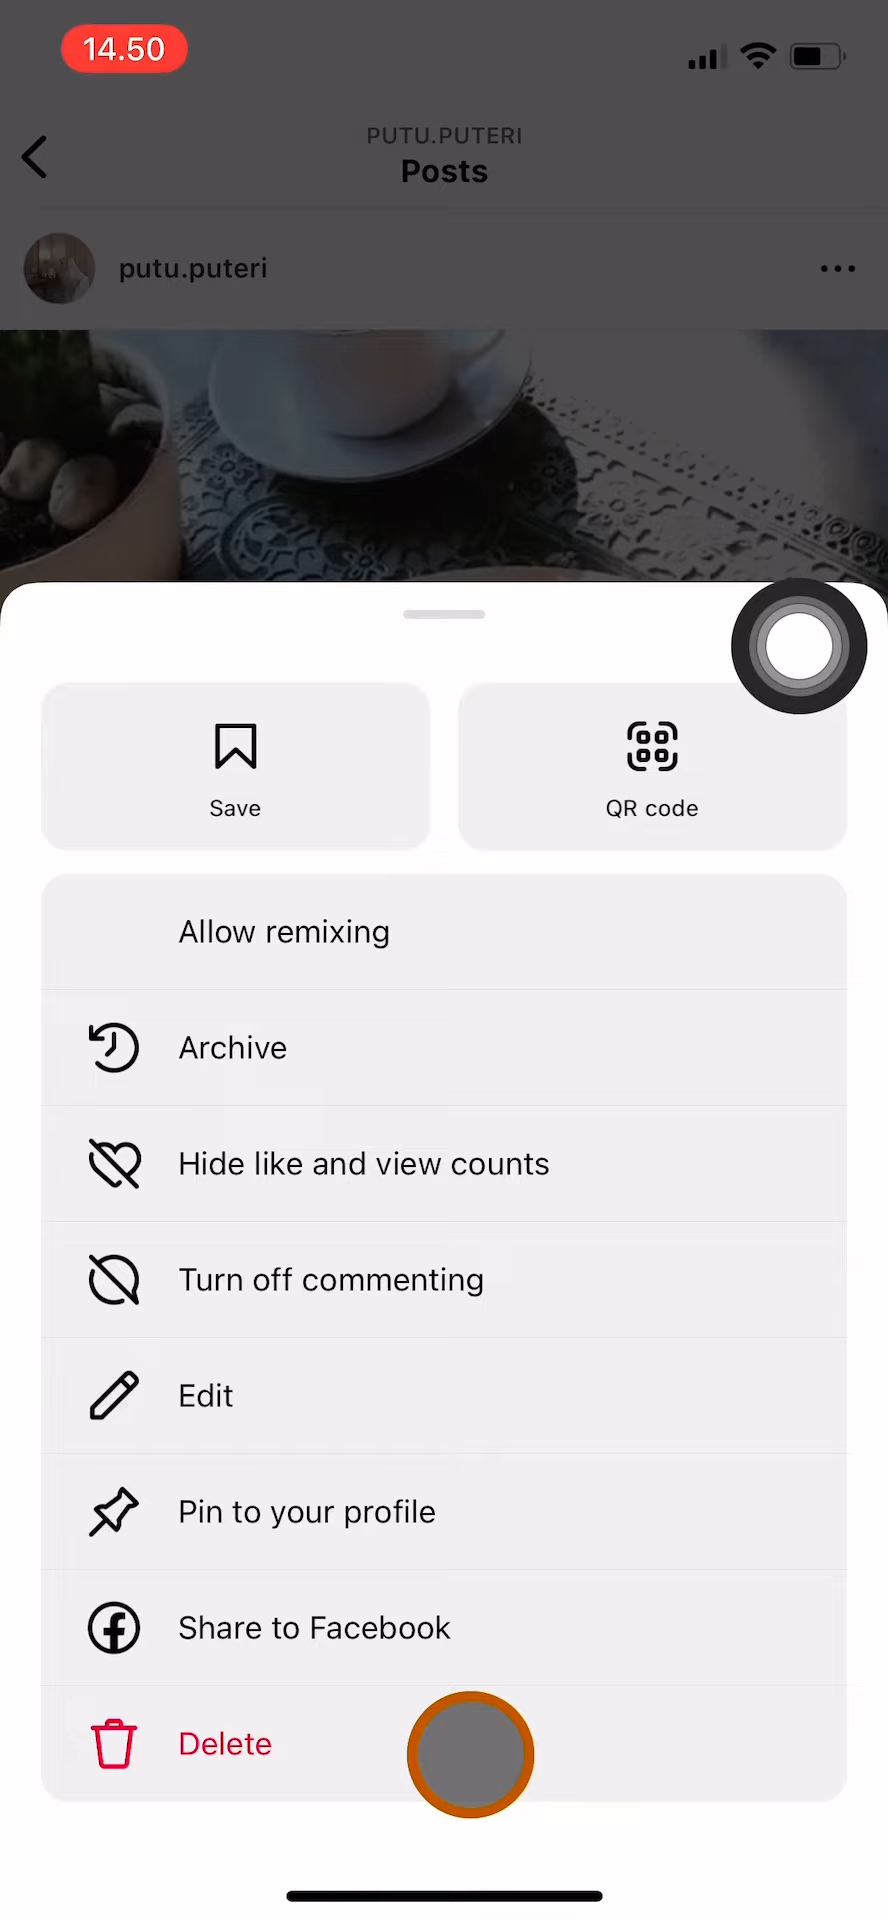 14.50
PUTU.PUTERI
Posts
putu.puteri
Save
QR code
Allow remixing
Archive
Hide like and view counts
Turn off commenting
Edit
Pin to your profile
Share to Facebook
Delete